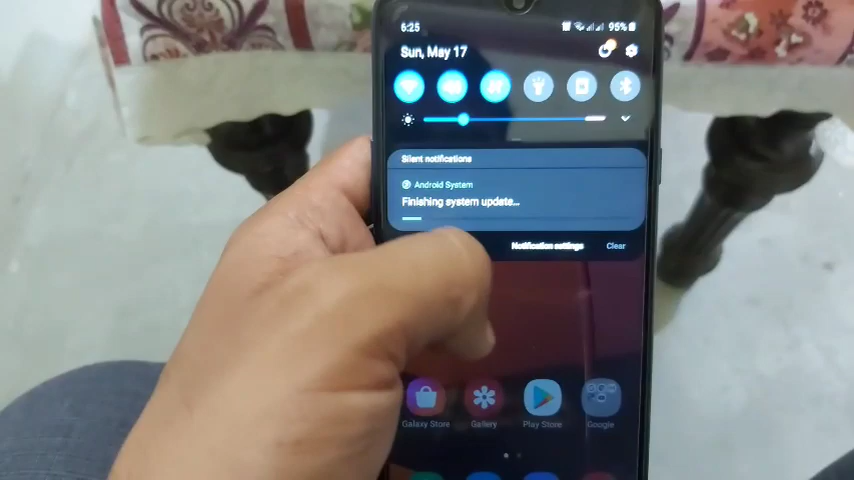 6:25
95%
Sun, May 17
Silent notifications
Android System
Finishing system update...
Notification settings
Clear
Galaxy Store
Gallery
Play Store
Google